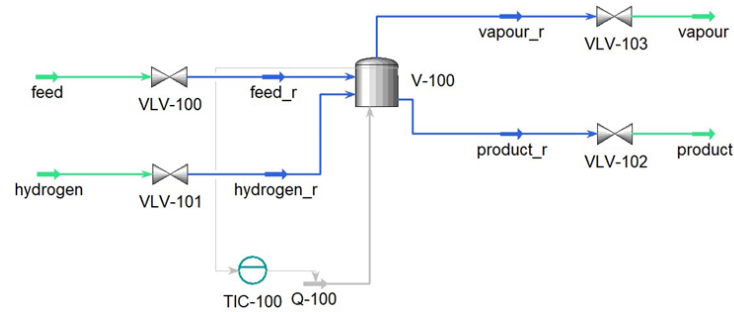 vapour_r
VLV-103
vapour
V-100
feed
VLV-100
feed_r
product_r
VLV-102
product
hydrogen
VLV-101
hydrogen_r
TIC-100
Q-100